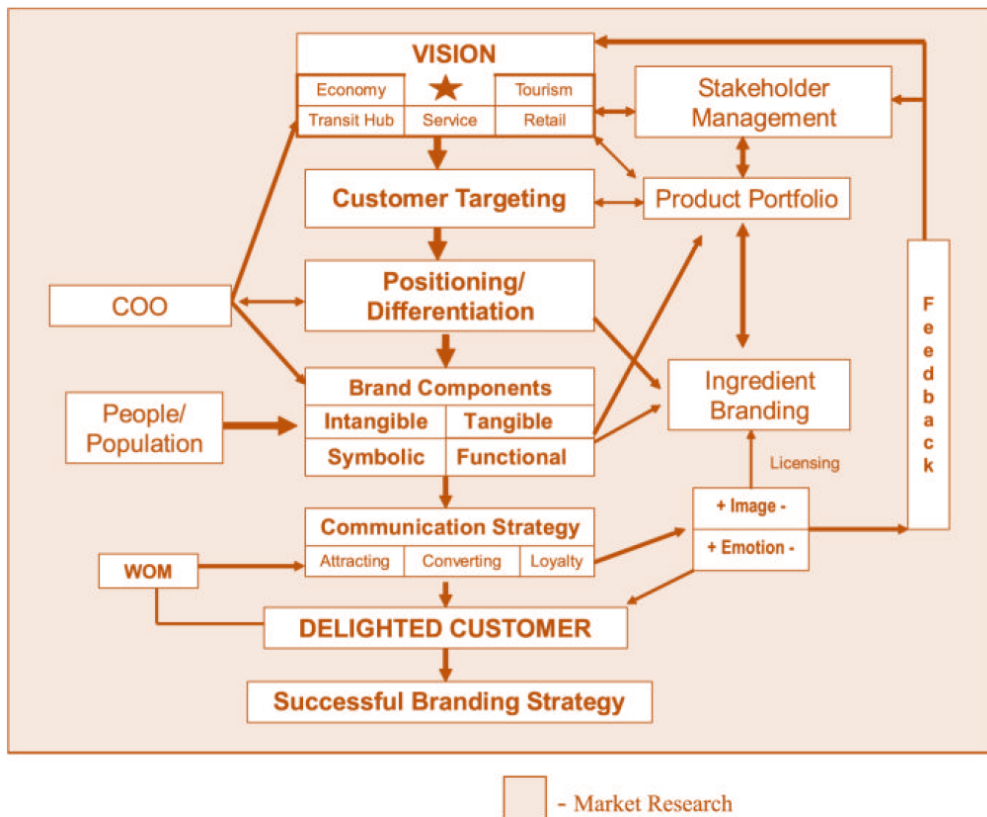 VISION
Economy
Tourism
Transit Hub
Service
Retail
Stakeholder
Management
Customer Targeting
Product Portfolio
Positioning/
Differentiation
COO
Brand Components
Intangible
Tangible
Symbolic
Functional
People/
Population
Ingredient
Branding
Licensing
Feedback
+ Image -
+ Emotion -
Communication Strategy
Attracting
Converting
Loyalty
WOM
DELIGHTED CUSTOMER
Successful Branding Strategy
- Market Research